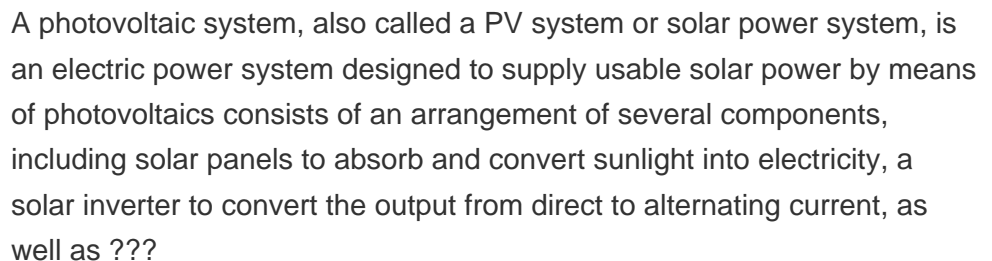 A photovoltaic system, also called a PV system or solar power system, is
an electric power system designed to supply usable solar power by means
of photovoltaics consists of an arrangement of several components,
including solar panels to absorb and convert sunlight into electricity, a
solar inverter to convert the output from direct to alternating current, as
well as ???